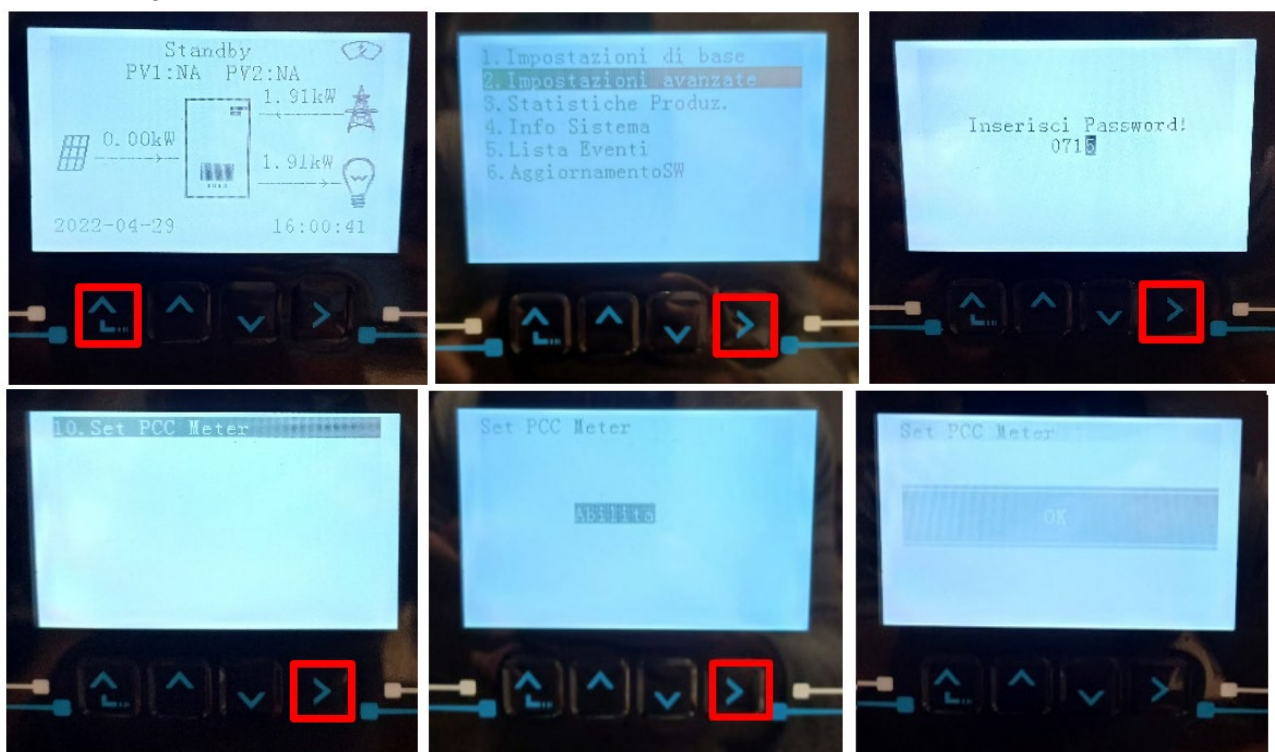 Standby
PV1:NA PV2:NA
1.91kW
0.00kW
1.91kW
2022-04-29
16:00:41
1.Impostazioni di base
2.Impostazioni avanzate
3.Statistiche Produz.
4.Info Sistema
5.Lista Eventi
6.AggiornamentoSW
Inserisci Password!
0715
10.Set PCC Meter
Set PCC Meter
Abilito
Set PCC Meter
OK